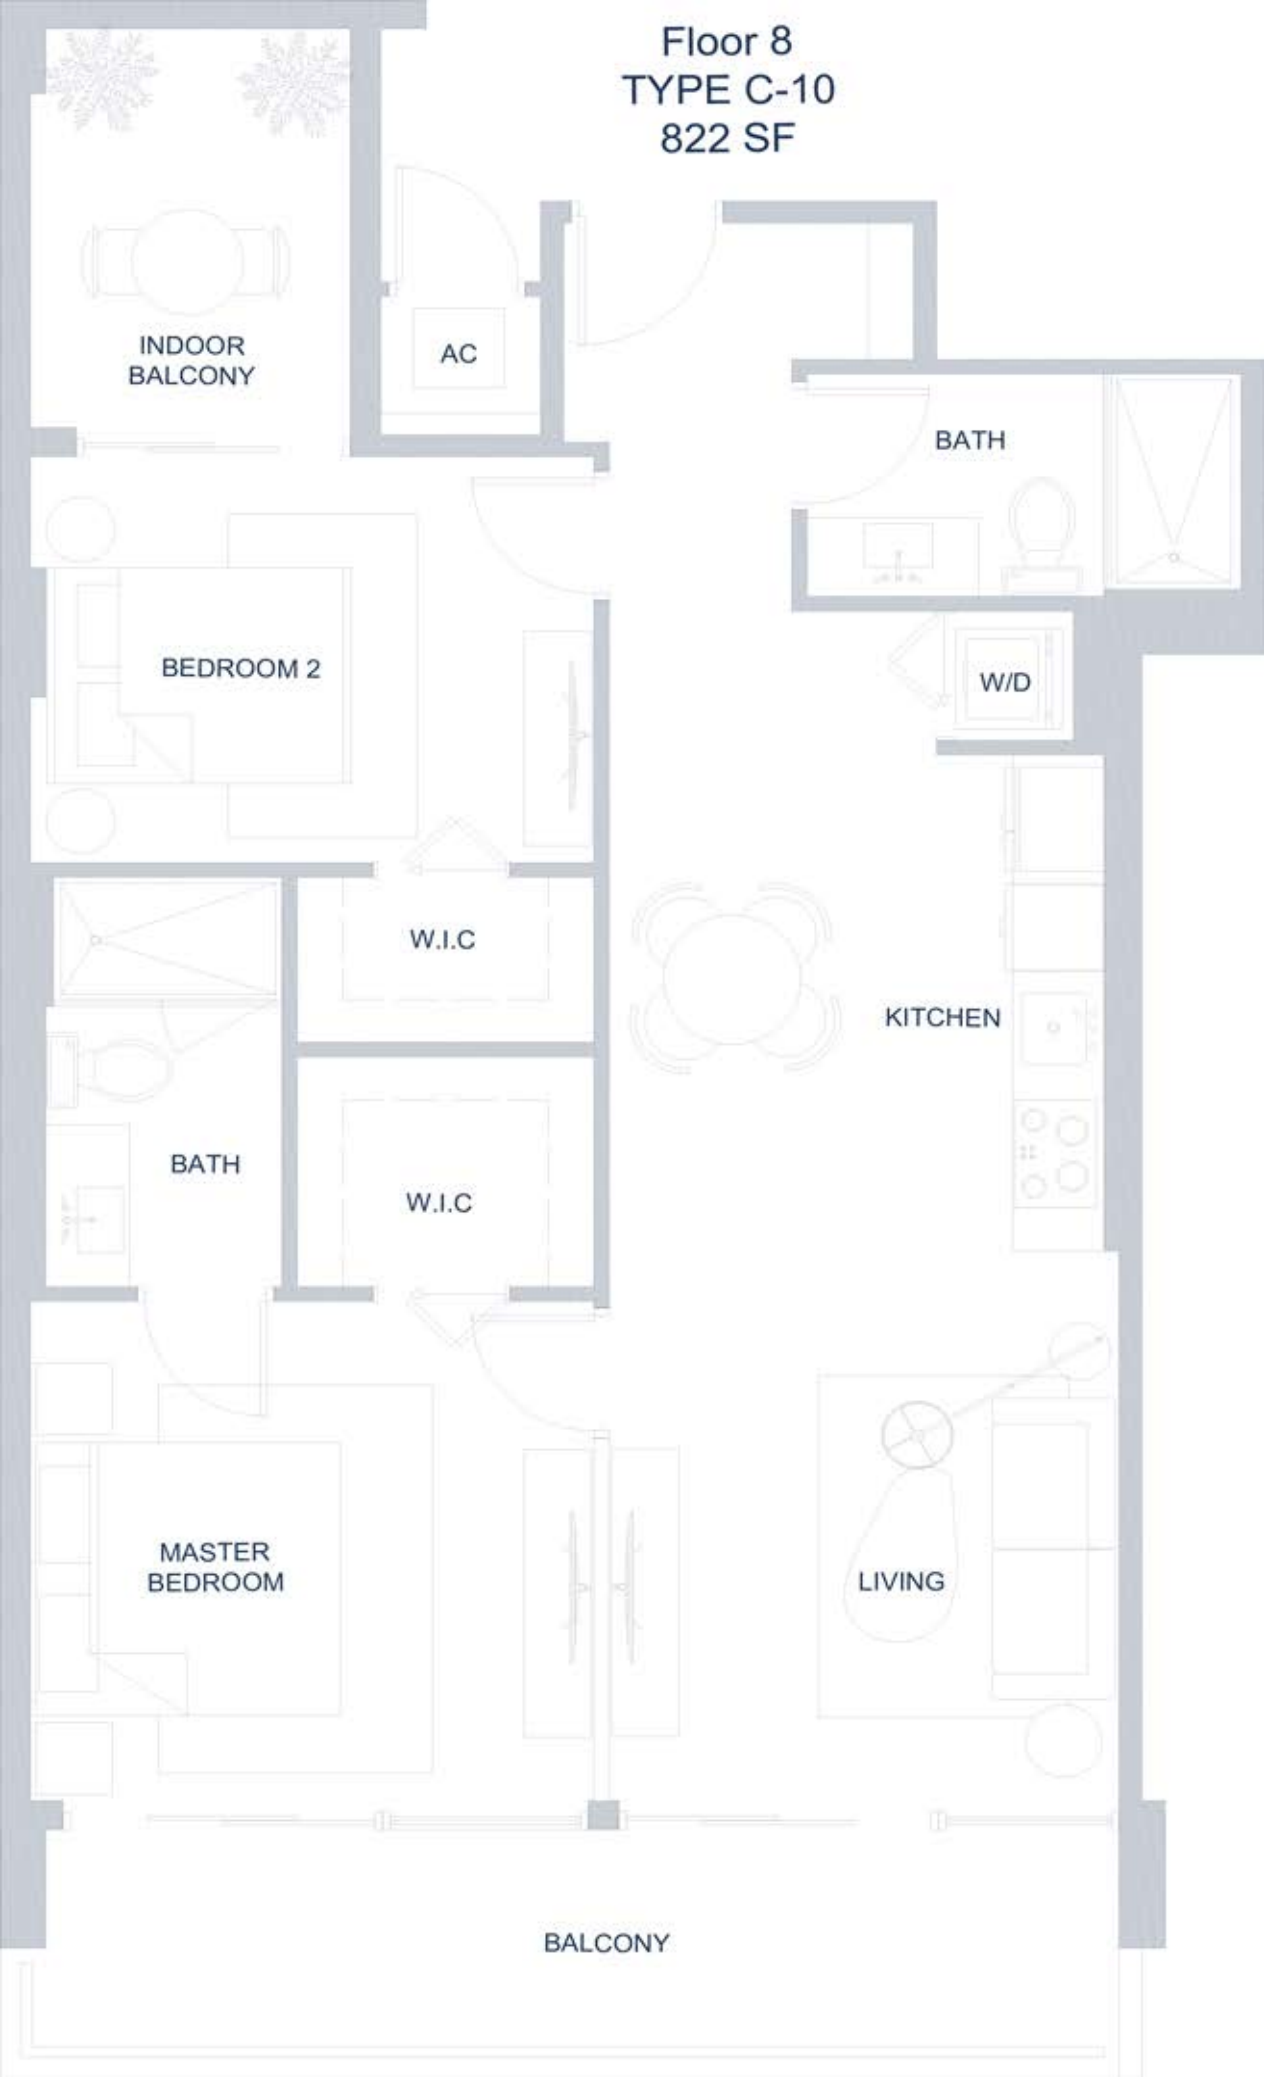 Floor 8
TYPE C-10
822 SF
INDOOR
BALCONY
AC
BATH
BEDROOM 2
W/D
W.I.C
KITCHEN
BATH
W.I.C
MASTER
BEDROOM
LIVING
BALCONY